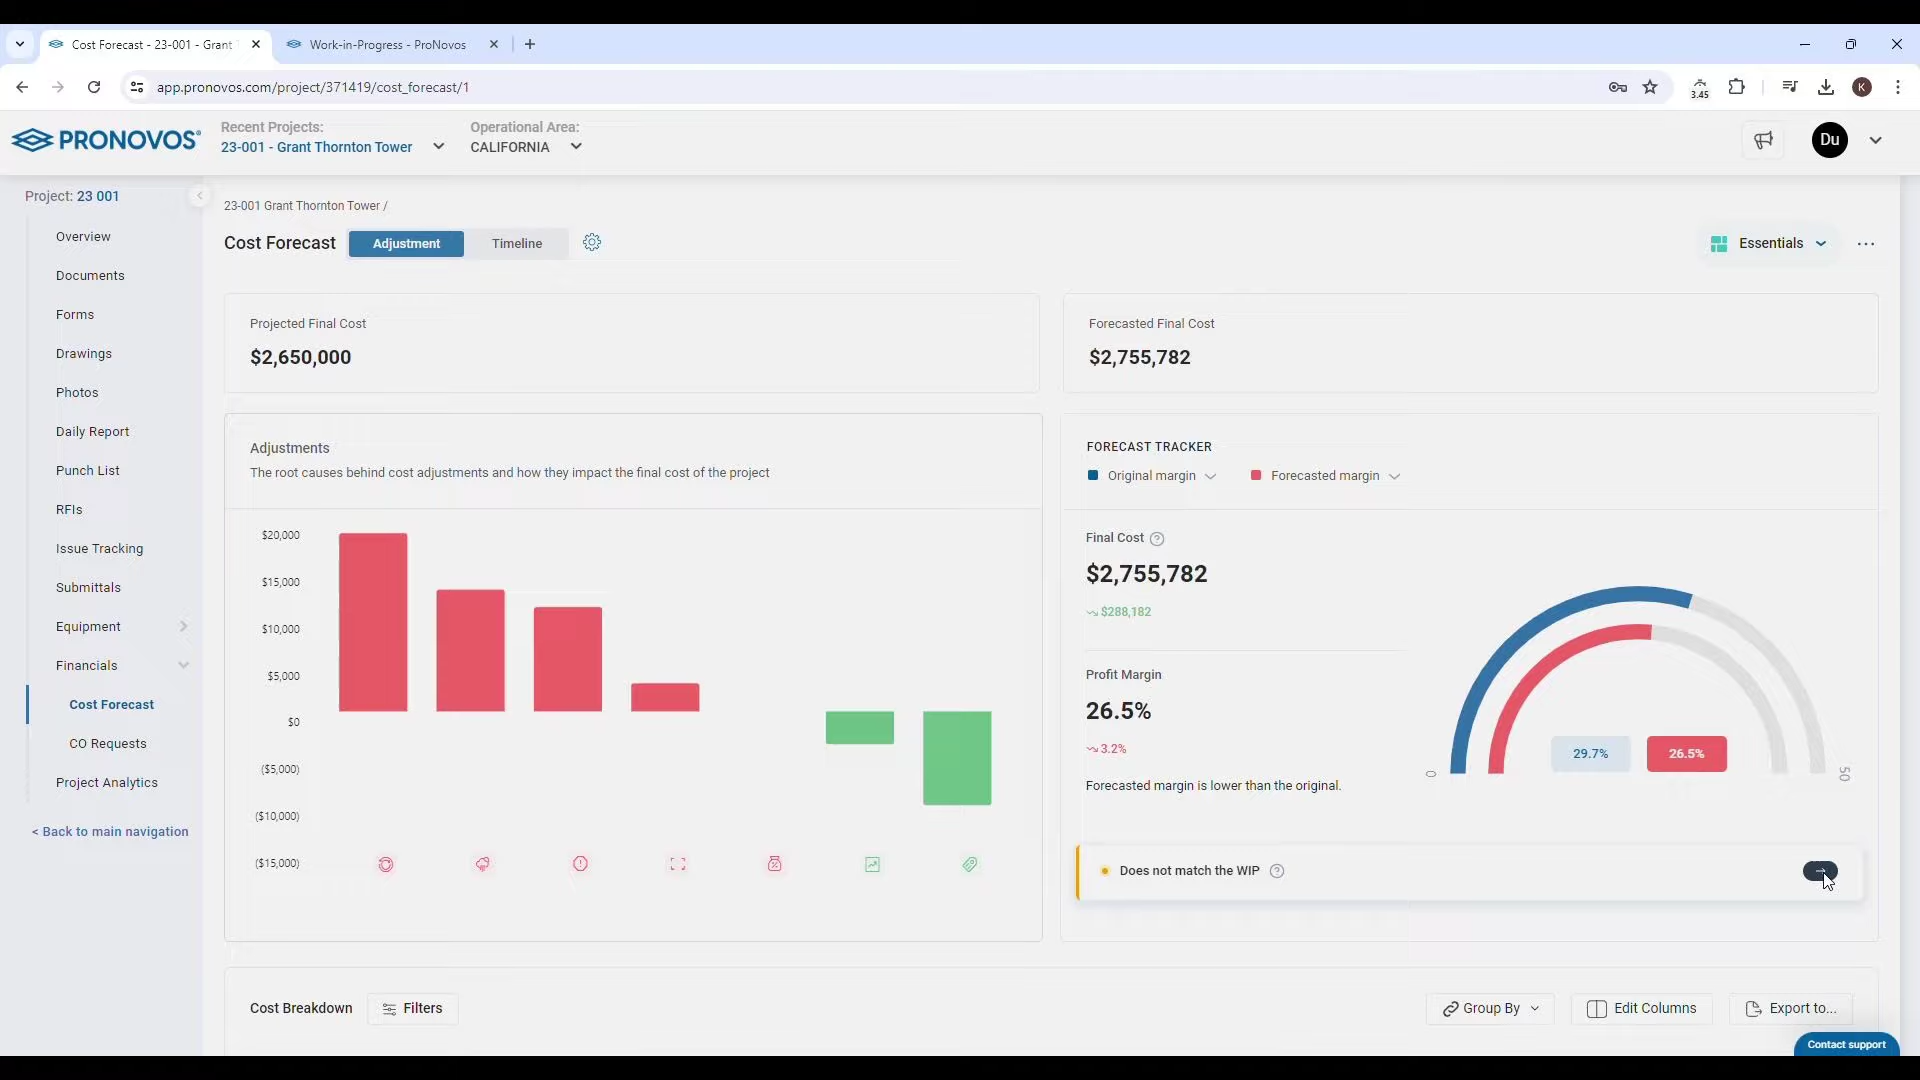 Cost Forecast - 23-001 - Grant
Work-in-Progress - ProNovos
app.pronovos.com/project/371419/cost_forecast/1
3.45
K
PRONOVOS
Recent Projects:
23-001 - Grant Thornton Tower
Operational Area:
CALIFORNIA
Du
Project: 23 001
Overview
Documents
Forms
Drawings
Photos
Daily Report
Punch List
RFIs
Issue Tracking
Submittals
Equipment
Financials
Cost Forecast
CO Requests
Project Analytics
< Back to main navigation
23-001 Grant Thornton Tower /
Cost Forecast
Adjustment
Timeline
Essentials
Projected Final Cost
$2,650,000
Forecasted Final Cost
$2,755,782
Adjustments
The root causes behind cost adjustments and how they impact the final cost of the project
$20,000
$15,000
$10,000
$5,000
$0
($5,000)
($10,000)
($15,000)
FORECAST TRACKER
Original margin
Forecasted margin
Final Cost
$2,755,782
$288,182
Profit Margin
26.5%
3.2%
Forecasted margin is lower than the original.
29.7%
26.5%
0
50
Does not match the WIP
Cost Breakdown
Filters
Group By
Edit Columns
Export to...
Contact support